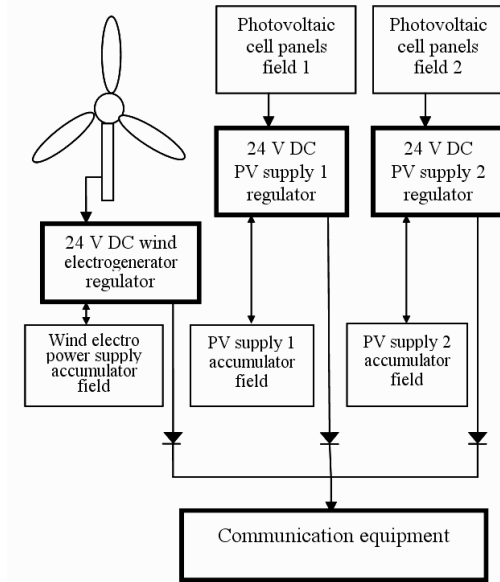 Photovoltaic
cell panels
field 1
Photovoltaic
cell panels
field 2
24 V DC
PV supply 1
regulator
24 V DC
PV supply 2
regulator
24 V DC wind
electrogenerator
regulator
Wind electro
power supply
accumulator
field
PV supply 1
accumulator
field
PV supply 2
accumulator
field
Communication equipment